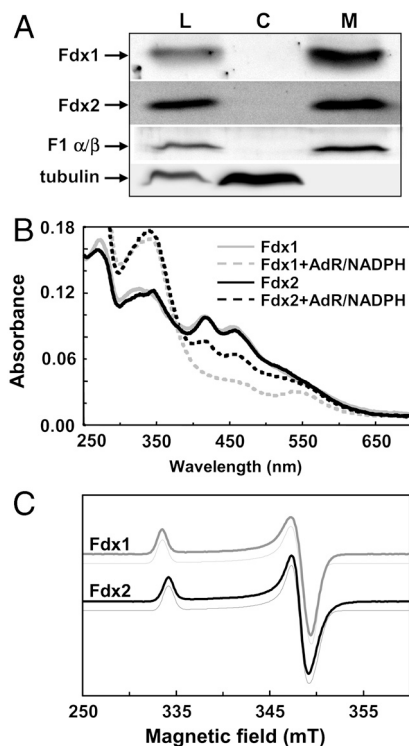 A
L C M
Fdx1
Fdx2
F1 α/β
tubulin
B
0.18
0.12
0.06
0.00
Absorbance
Fdx1
Fdx1+AdR/NADPH
Fdx2
Fdx2+AdR/NADPH
250 350 450 550 650
Wavelength (nm)
C
Fdx1
Fdx2
250 335 345 355
Magnetic field (mT)